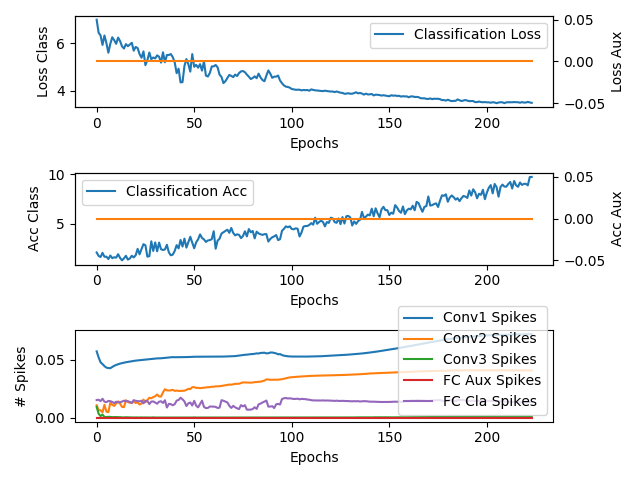 Loss Class
6
4
Classification Loss
0.05
0.00
−0.05
Loss Aux
0 50 100 150 200
Epochs
Acc Class
10
5
Classification Acc
0.05
0.00
−0.05
Acc Aux
0 50 100 150 200
Epochs
# Spikes
0.05
0.00
Conv1 Spikes
Conv2 Spikes
Conv3 Spikes
FC Aux Spikes
FC Cla Spikes
0 50 100 150 200
Epochs